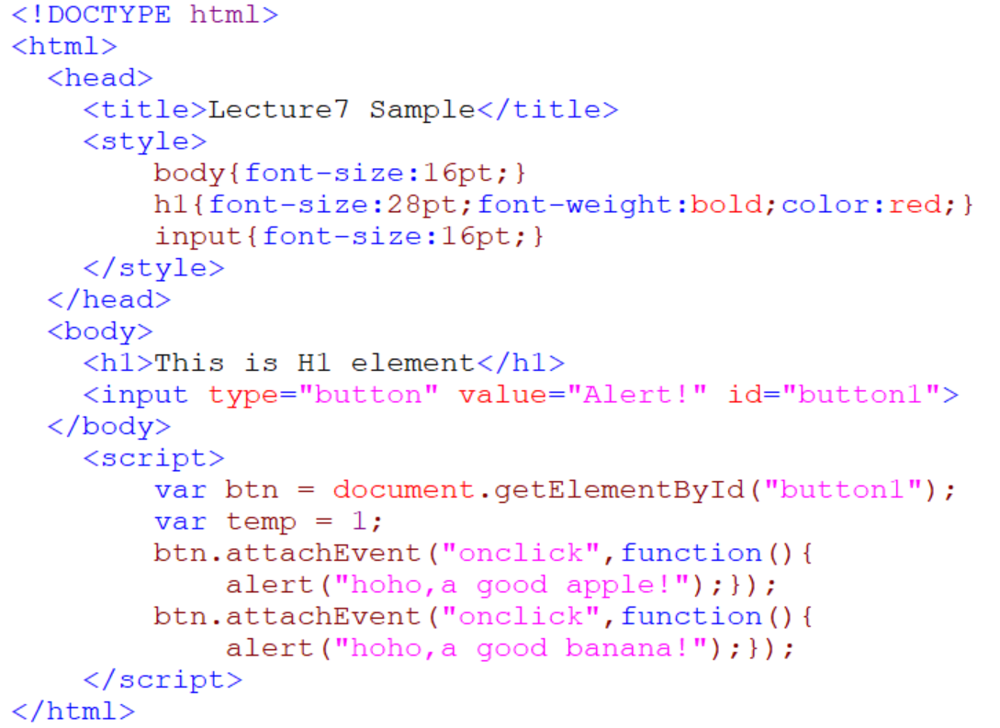 <!DOCTYPE html>
<html>
  <head>
    <title>Lecture7 Sample</title>
    <style>
        body{font-size:16pt;}
        h1{font-size:28pt;font-weight:bold;color:red;}
        input{font-size:16pt;}
    </style>
  </head>
  <body>
    <h1>This is H1 element</h1>
    <input type="button" value="Alert!" id="button1">
  </body>
    <script>
        var btn = document.getElementById("button1");
        var temp = 1;
        btn.attachEvent("onclick",function(){
            alert("hoho,a good apple!");});
        btn.attachEvent("onclick",function(){
            alert("hoho,a good banana!");});
    </script>
</html>